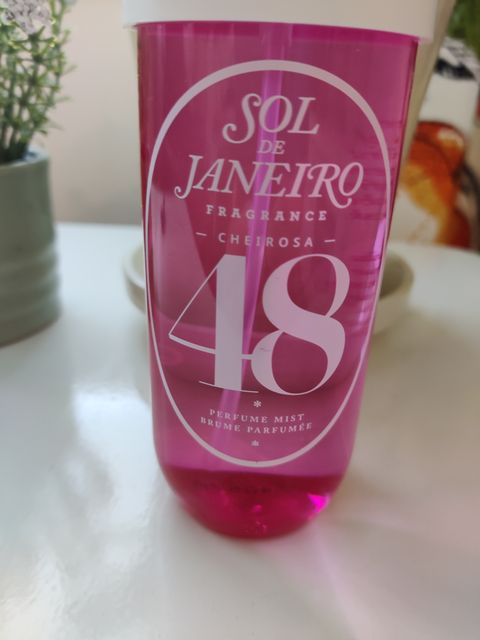 SOL
DE
JANEIRO
FRAGRANCE
— CHEIROSA —
48
*
PERFUME MIST
BRUME PARFUMÉE
*